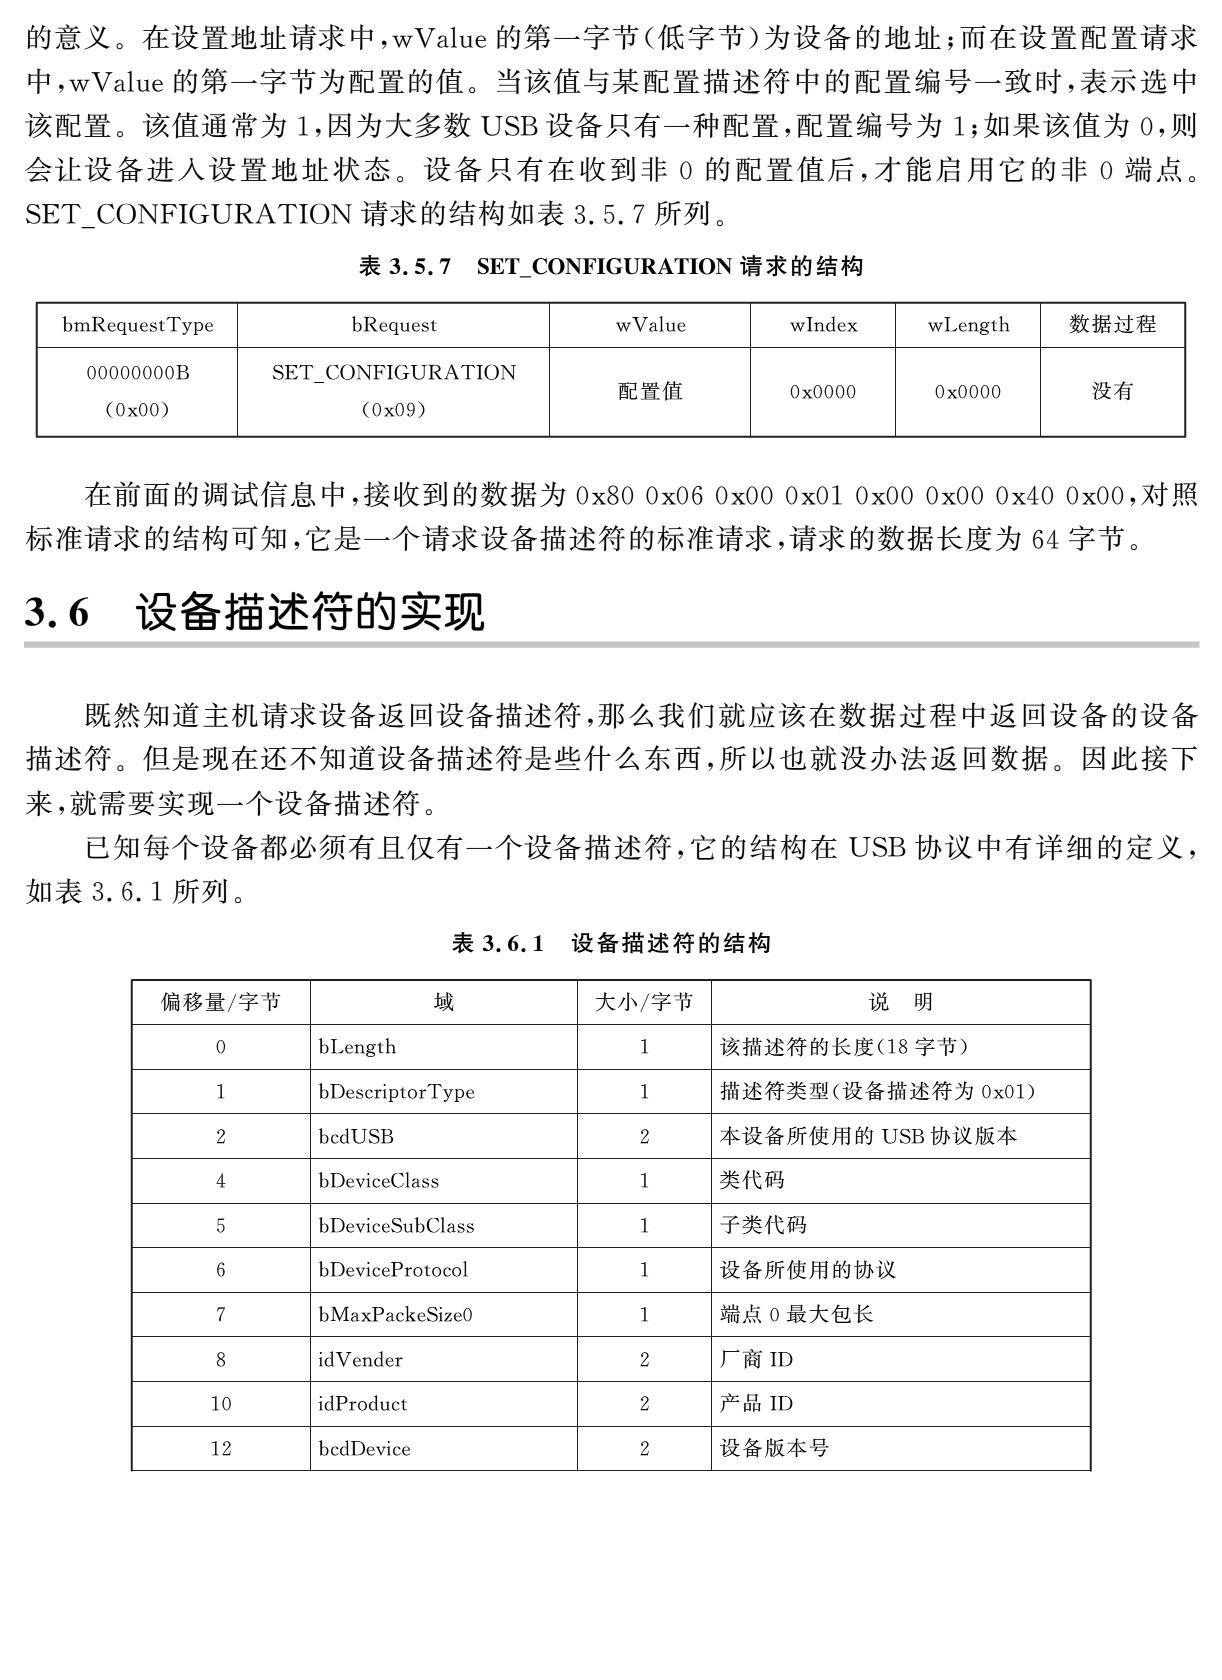 的意义。在设置地址请求中,wValue 的第一字节(低字节)为设备的地址;而在设置配置请求
中,wValue 的第一字节为配置的值。当该值与某配置描述符中的配置编号一致时,表示选中
该配置。该值通常为 1,因为大多数 USB 设备只有一种配置,配置编号为 1;如果该值为 0,则
会让设备进入设置地址状态。设备只有在收到非 0 的配置值后,才能启用它的非 0 端点。
SET_CONFIGURATION 请求的结构如表 3.5.7 所列。
表 3.5.7 SET_CONFIGURATION 请求的结构
bmRequestType bRequest wValue wIndex wLength 数据过程
00000000B SET_CONFIGURATION
配置值 0x0000 0x0000 没有
(0x00) (0x09)
在前面的调试信息中,接收到的数据为 0x80 0x06 0x00 0x01 0x00 0x00 0x40 0x00,对照
标准请求的结构可知,它是一个请求设备描述符的标准请求,请求的数据长度为 64 字节。
3.6 设备描述符的实现
既然知道主机请求设备返回设备描述符,那么我们就应该在数据过程中返回设备的设备
描述符。但是现在还不知道设备描述符是些什么东西,所以也就没办法返回数据。因此接下
来,就需要实现一个设备描述符。
已知每个设备都必须有且仅有一个设备描述符,它的结构在 USB 协议中有详细的定义,
如表 3.6.1 所列。
表 3.6.1 设备描述符的结构
偏移量/字节 域 大小/字节 说 明
0 bLength 1 该描述符的长度(18 字节)
1 bDescriptorType 1 描述符类型(设备描述符为 0x01)
2 bcdUSB 2 本设备所使用的 USB 协议版本
4 bDeviceClass 1 类代码
5 bDeviceSubClass 1 子类代码
6 bDeviceProtocol 1 设备所使用的协议
7 bMaxPackeSize0 1 端点 0 最大包长
8 idVender 2 厂商 ID
10 idProduct 2 产品 ID
12 bcdDevice 2 设备版本号